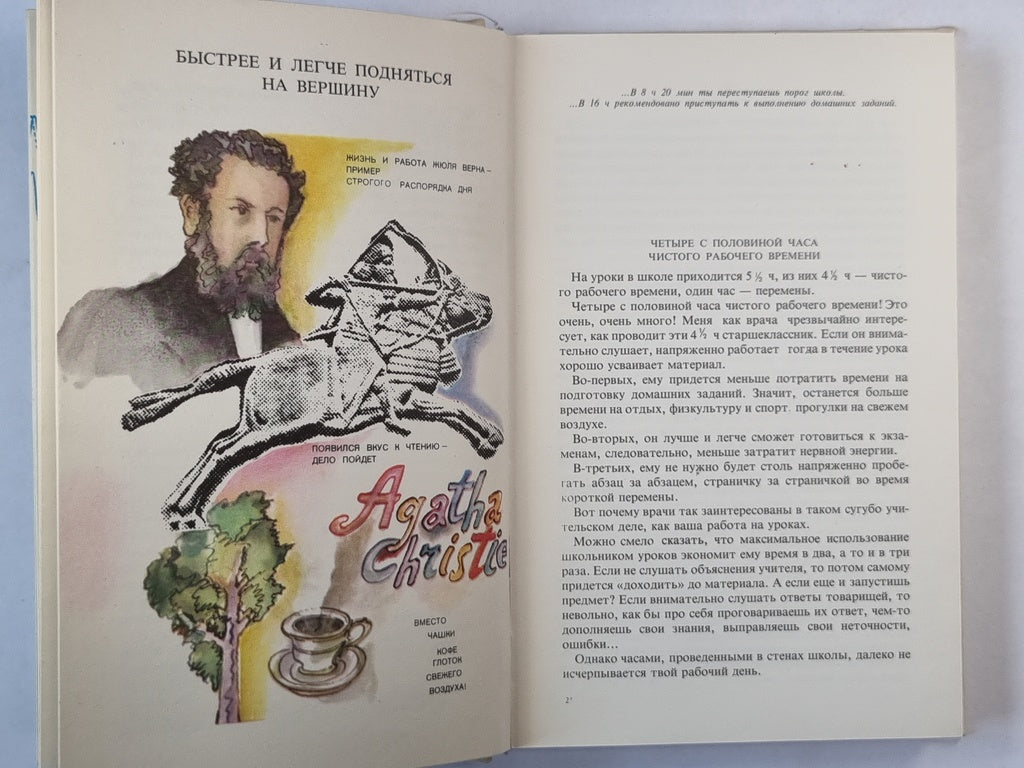 БЫСТРЕЕ И ЛЕГЧЕ ПОДНЯТЬСЯ
НА ВЕРШИНУ
ЖИЗНЬ И РАБОТА ЖЮЛЯ ВЕРНА –
ПРИМЕР
СТРОГОГО РАСПОРЯДКА ДНЯ
ПОЯВИЛСЯ ВКУС К ЧТЕНИЮ –
ДЕЛО ПОЙДЕТ
Agatha
Christie
ВМЕСТО
ЧАШКИ
КОФЕ
ГЛОТОК
СВЕЖЕГО
ВОЗДУХА!
...В 8 ч 20 мин ты переступаешь порог школы.
...В 16 ч рекомендовано приступать к выполнению домашних заданий.
ЧЕТЫРЕ С ПОЛОВИНОЙ ЧАСА
ЧИСТОГО РАБОЧЕГО ВРЕМЕНИ
На уроки в школе приходится 5 ½ ч, из них 4 ½ ч — чисто-
го рабочего времени, один час — перемены.
Четыре с половиной часа чистого рабочего времени! Это
очень, очень много! Меня как врача чрезвычайно интере-
сует, как проводит эти 4 ½ ч старшеклассник. Если он внима-
тельно слушает, напряженно работает тогда в течение урока
хорошо усваивает материал.
Во-первых, ему придется меньше потратить времени на
подготовку домашних заданий. Значит, останется больше
времени на отдых, физкультуру и спорт. прогулки на свежем
воздухе.
Во-вторых, он лучше и легче сможет готовиться к экза-
менам, следовательно, меньше затратит нервной энергии.
В-третьих, ему не нужно будет столь напряженно пробе-
гать абзац за абзацем, страничку за страничкой во время
короткой перемены.
Вот почему врачи так заинтересованы в таком сугубо учи-
тельском деле, как ваша работа на уроках.
Можно смело сказать, что максимальное использование
школьником уроков экономит ему время в два, а то и в три
раза. Если не слушать объяснения учителя, то потом самому
придется «доходить» до материала. А если еще и запустишь
предмет? Если внимательно слушать ответы товарищей, то
невольно, как бы про себя проговариваешь их ответ, чем-то
дополняешь свои знания, выправляешь свои неточности,
ошибки...
Однако часами, проведенными в стенах школы, далеко не
исчерпывается твой рабочий день.